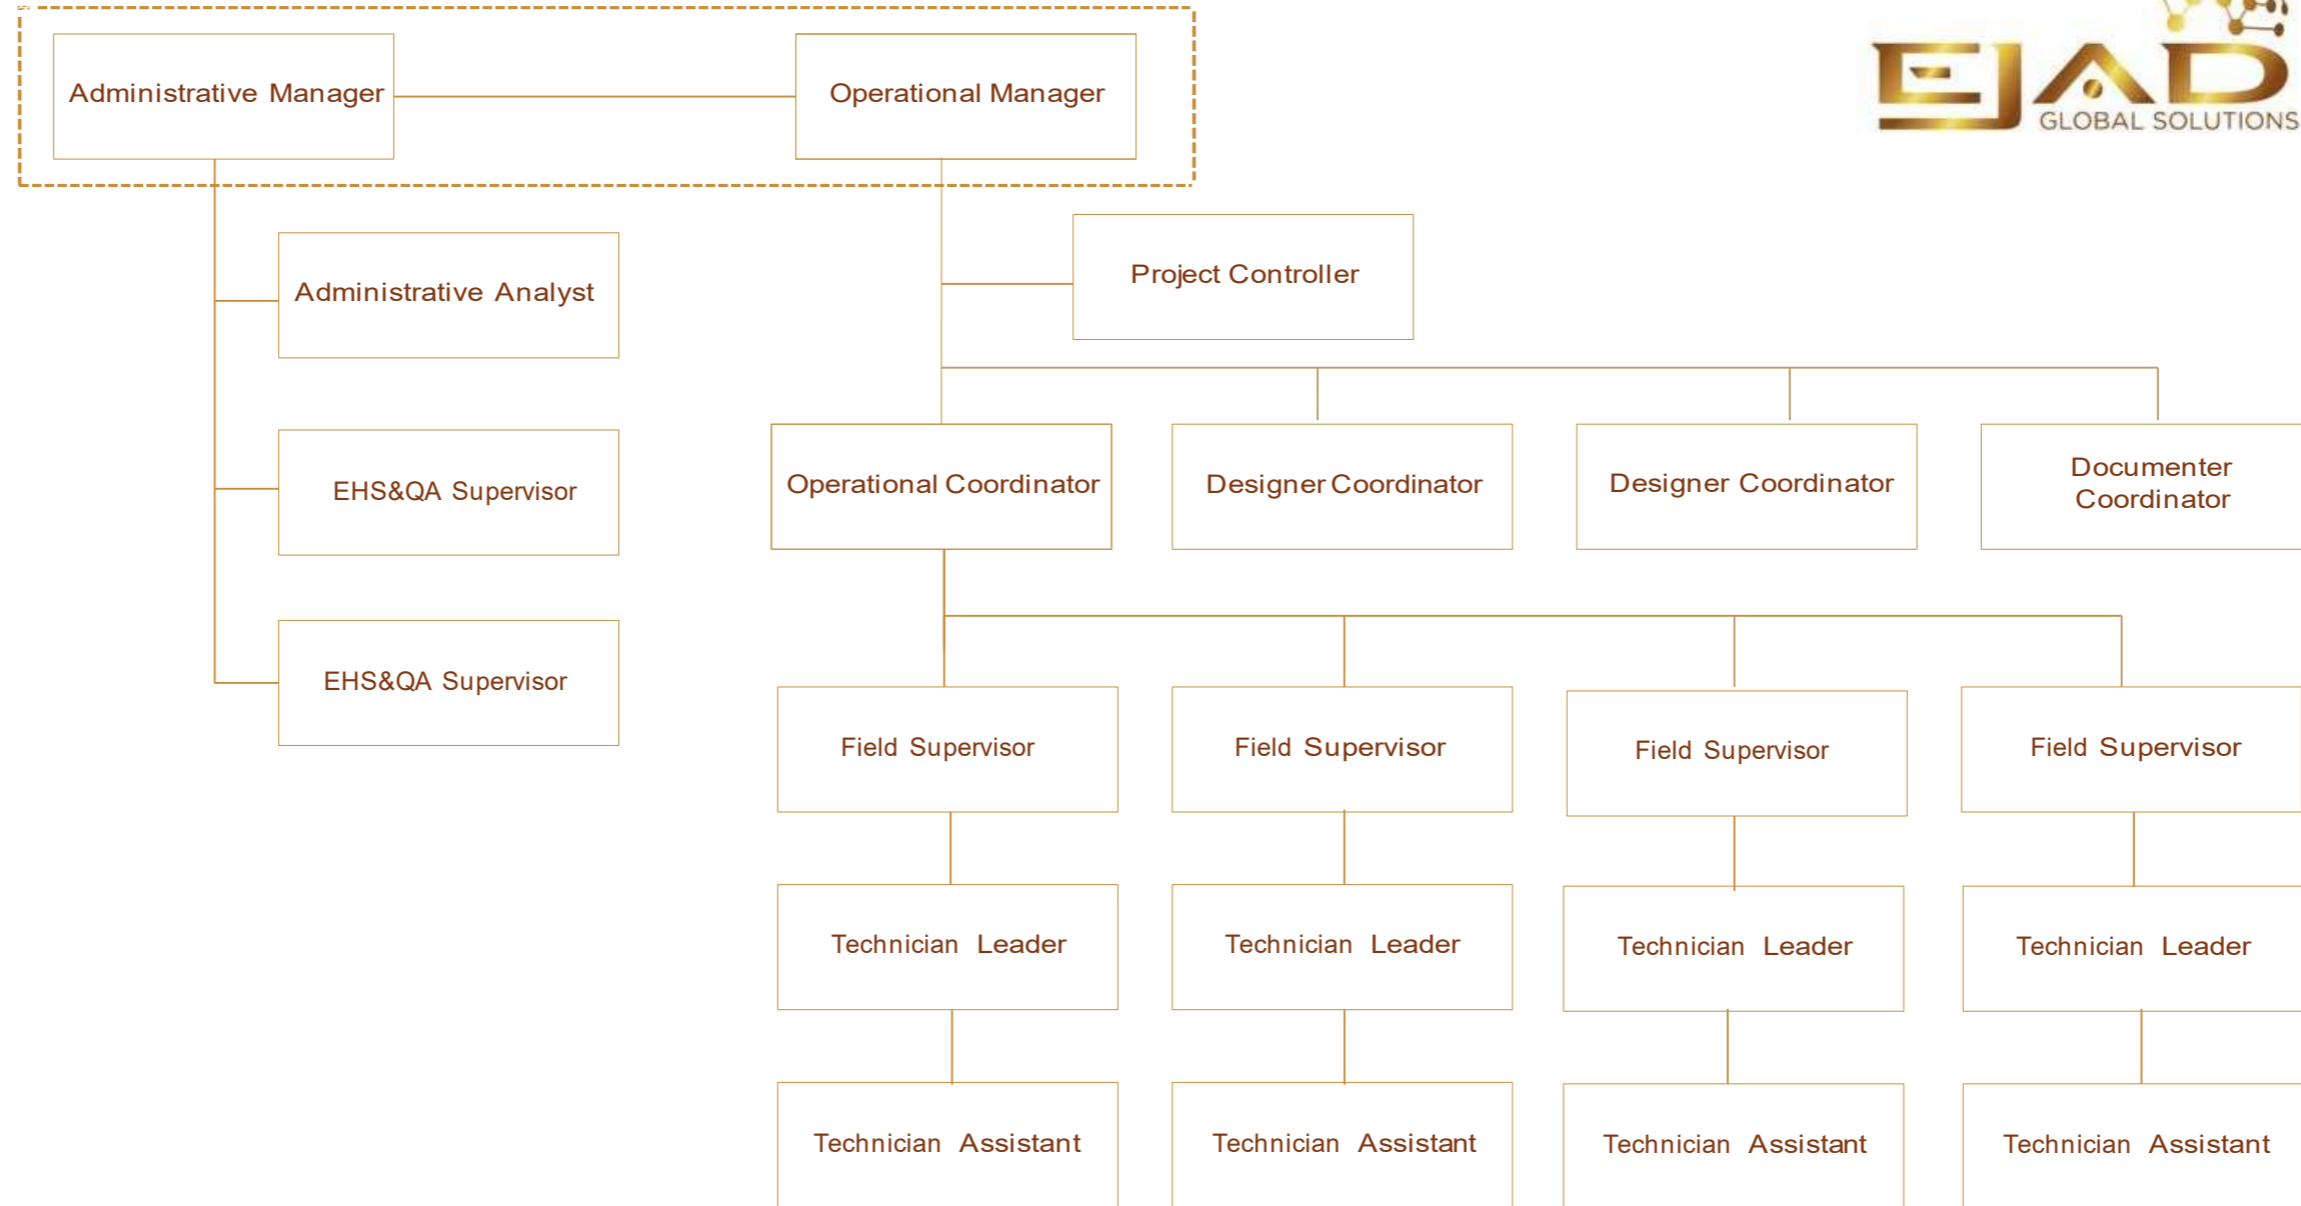 EJAD
GLOBAL SOLUTIONS
Administrative Manager
Operational Manager
Project Controller
Administrative Analyst
EHS&QA Supervisor
EHS&QA Supervisor
Operational Coordinator
Designer Coordinator
Designer Coordinator
Documenter
Coordinator
Field Supervisor
Field Supervisor
Field Supervisor
Field Supervisor
Technician Leader
Technician Leader
Technician Leader
Technician Leader
Technician Assistant
Technician Assistant
Technician Assistant
Technician Assistant